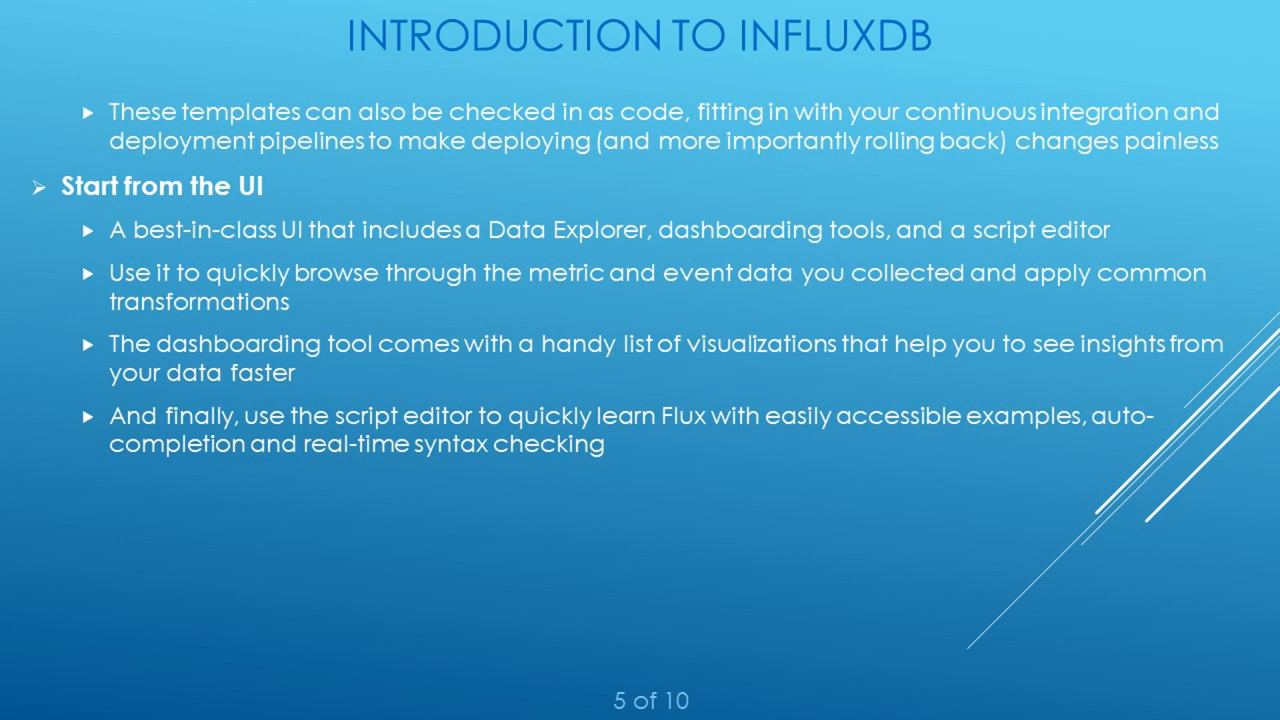 INTRODUCTION TO INFLUXDB
These templates can also be checked in as code, fitting in with your continuous integration and
deployment pipelines to make deploying (and more importantly rolling back) changes painless
Start from the UI
A best-in-class UI that includes a Data Explorer, dashboarding tools, and a script editor
Use it to quickly browse through the metric and event data you collected and apply common
transformations
The dashboarding tool comes with a handy list of visualizations that help you to see insights from
your data faster
And finally, use the script editor to quickly learn Flux with easily accessible examples, auto-
completion and real-time syntax checking
5 of 10